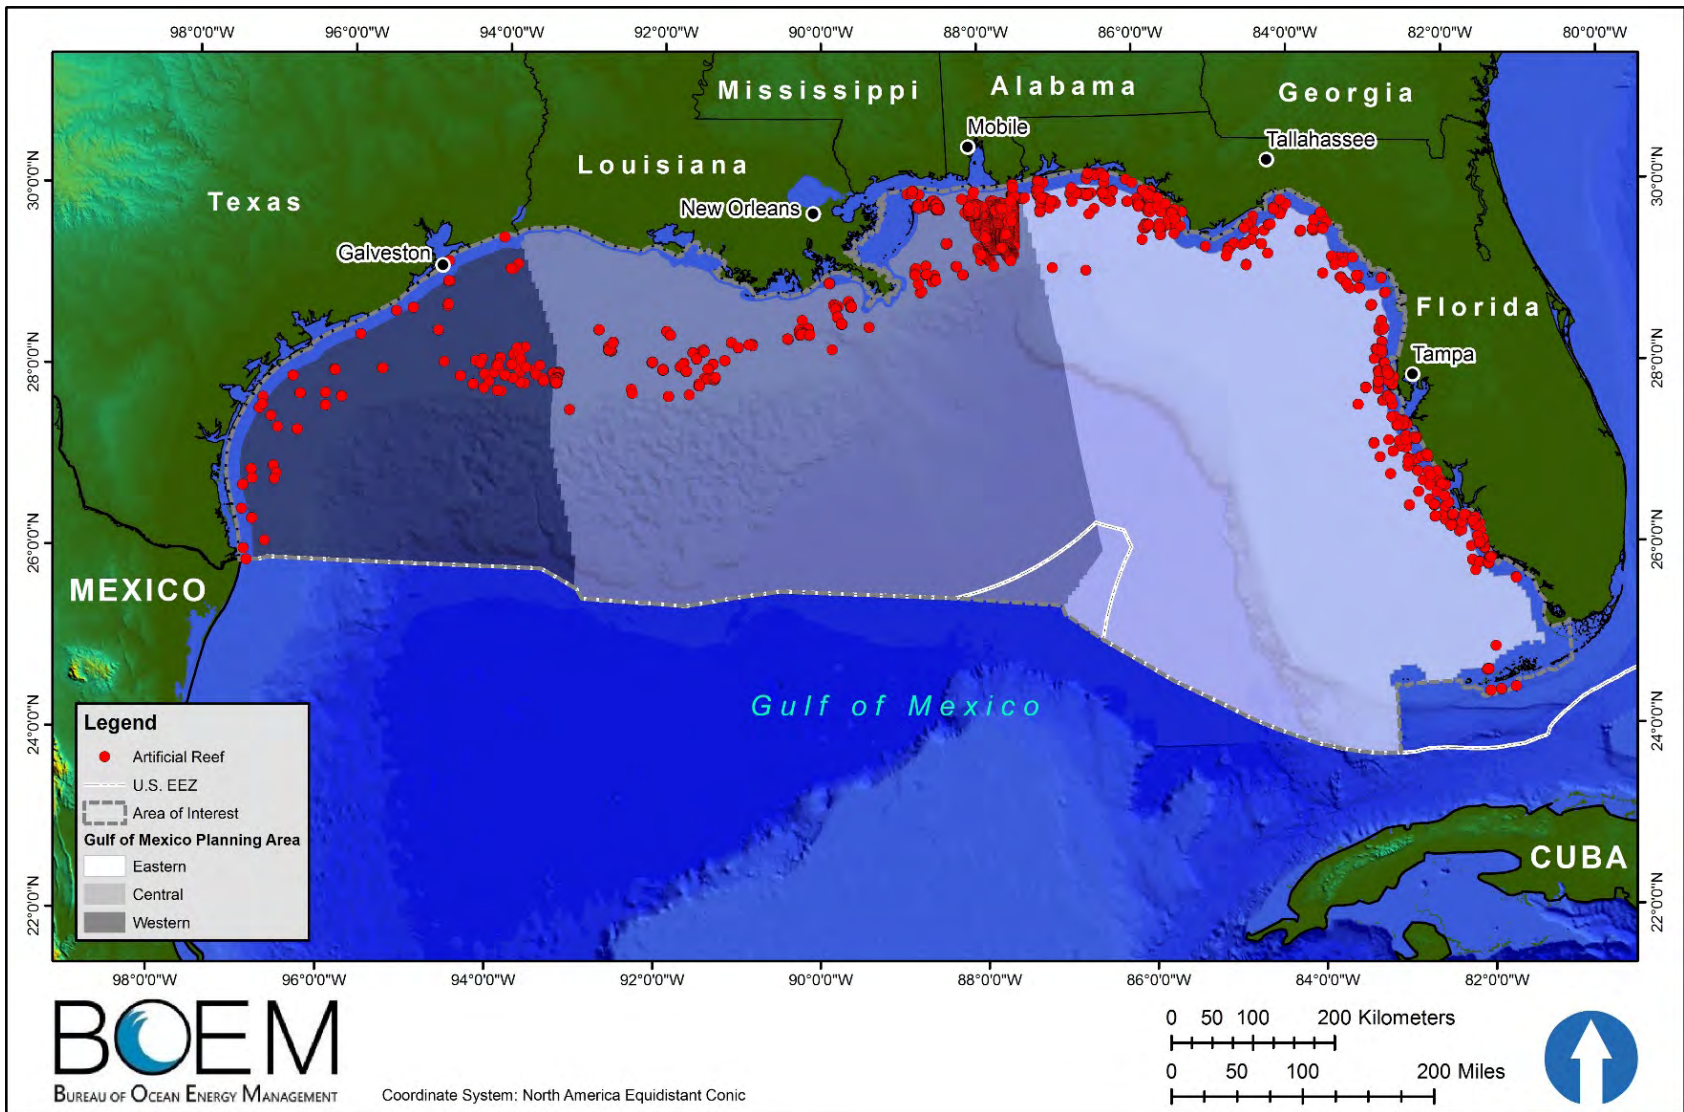 98°0'0"W 96°0'0"W 94°0'0"W 92°0'0"W 90°0'0"W 88°0'0"W 86°0'0"W 84°0'0"W 82°0'0"W 80°0'0"W
Mississippi
Alabama
Georgia
Mobile
Tallahassee
Louisiana
Texas
New Orleans
Galveston
Florida
Tampa
30°0'0"N
30°0'0"N
28°0'0"N
28°0'0"N
26°0'0"N
26°0'0"N
MEXICO
Gulf of Mexico
24°0'0"N
24°0'0"N
CUBA
22°0'0"N
22°0'0"N
Legend
Artificial Reef
U.S. EEZ
Area of Interest
Gulf of Mexico Planning Area
Eastern
Central
Western
98°0'0"W 96°0'0"W 94°0'0"W 92°0'0"W 90°0'0"W 88°0'0"W 86°0'0"W 84°0'0"W 82°0'0"W
BOEM
BUREAU OF OCEAN ENERGY MANAGEMENT
Coordinate System: North America Equidistant Conic
0 50 100 200 Kilometers
0 50 100 200 Miles